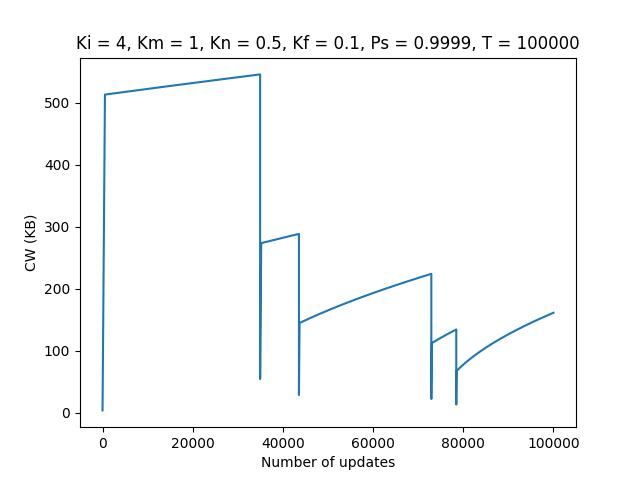 Ki = 4, Km = 1, Kn = 0.5, Kf = 0.1, Ps = 0.9999, T = 100000
500
400
300
200
100
0
CW (KB)
0 20000 40000 60000 80000 100000
Number of updates